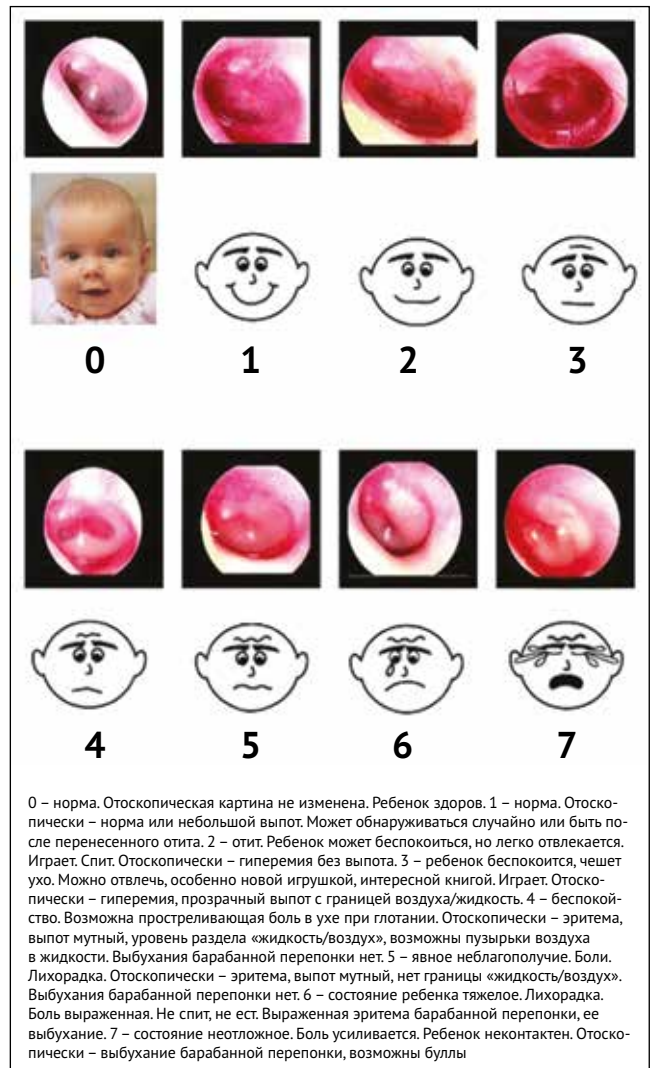 0 1 2 3
4 5 6 7
0 – норма. Отоскопическая картина не изменена. Ребенок здоров. 1 – норма. Отоско-
пически – норма или небольшой выпот. Может обнаруживаться случайно или быть по-
сле перенесенного отита. 2 – отит. Ребенок может беспокоиться, но легко отвлекается.
Играет. Спит. Отоскопически – гиперемия без выпота. 3 – ребенок беспокоится, чешет
ухо. Можно отвлечь, особенно новой игрушкой, интересной книгой. Играет. Отоско-
пически – гиперемия, прозрачный выпот с границей воздуха/жидкость. 4 – беспокой-
ство. Возможна простреливающая боль в ухе при глотании. Отоскопически – эритема,
выпот мутный, уровень раздела «жидкость/воздух», возможны пузырьки воздуха
в жидкости. Выбухания барабанной перепонки нет. 5 – явное неблагополучие. Боли.
Лихорадка. Отоскопически – эритема, выпот мутный, нет границы «жидкость/воздух».
Выбухания барабанной перепонки нет. 6 – состояние ребенка тяжелое. Лихорадка.
Боль выраженная. Не спит, не ест. Выраженная эритема барабанной перепонки, ее
выбухание. 7 – состояние неотложное. Боль усиливается. Ребенок неконтактен. Отоско-
пически – выбухание барабанной перепонки, возможны буллы